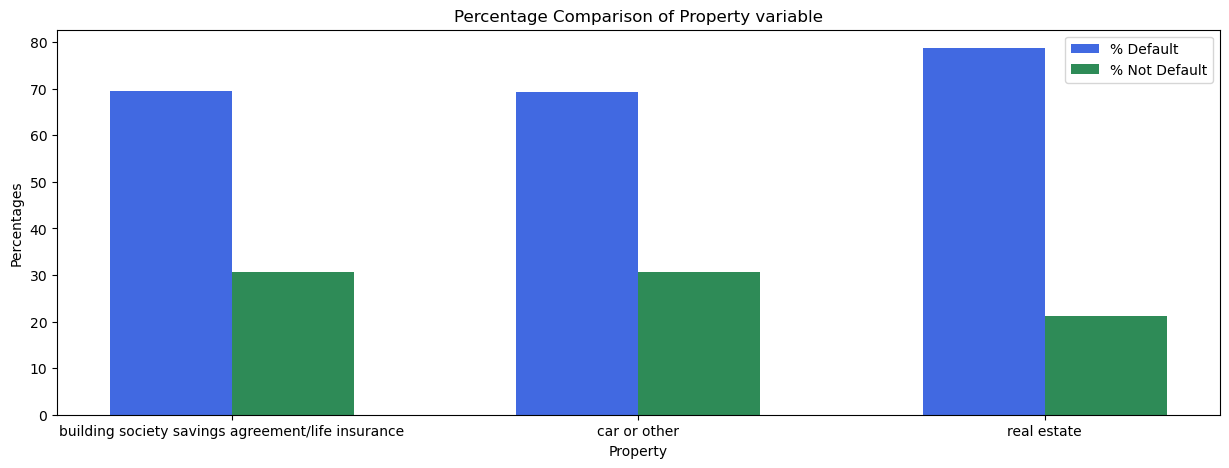 Percentage Comparison of Property variable
% Default
% Not Default
80
70
60
50
40
30
20
10
0
Percentages
building society savings agreement/life insurance
car or other
real estate
Property